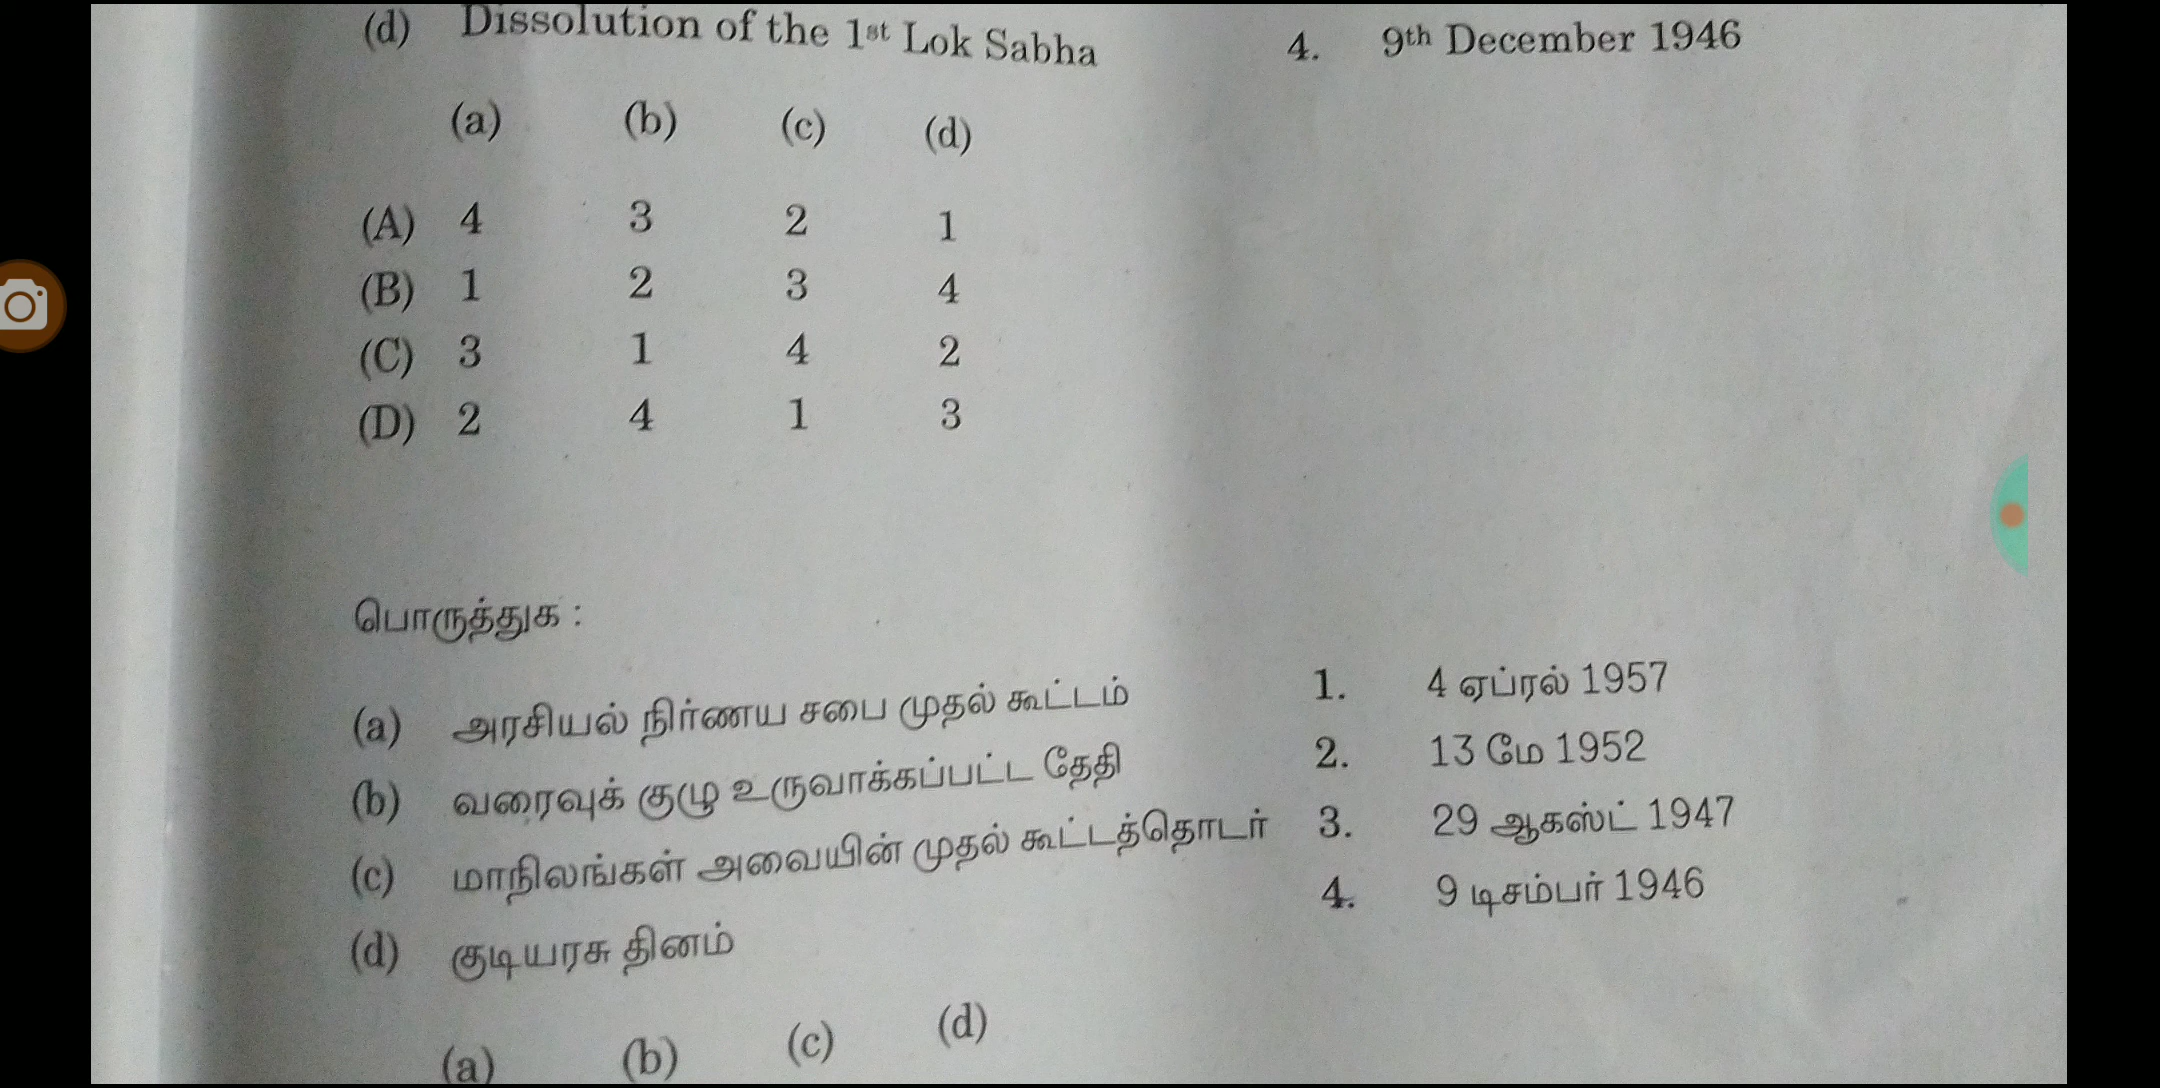 (d) Dissolution of the 1st Lok Sabha 4. 9th December 1946
(a) (b) (c) (d)
(A) 4 3 2 1
(B) 1 2 3 4
(C) 3 1 4 2
(D) 2 4 1 3
பொருத்துக :
(a) அரசியல் நிர்ணய சபை முதல் கூட்டம் 1. 4 ஏப்ரல் 1957
(b) வரைவுக் குழு உருவாக்கப்பட்ட தேதி 2. 13 மே 1952
(c) மாநிலங்கள் அவையின் முதல் கூட்டத்தொடர் 3. 29 ஆகஸ்ட் 1947
(d) குடியரசு தினம் 4. 9 டிசம்பர் 1946
(a) (b) (c) (d)